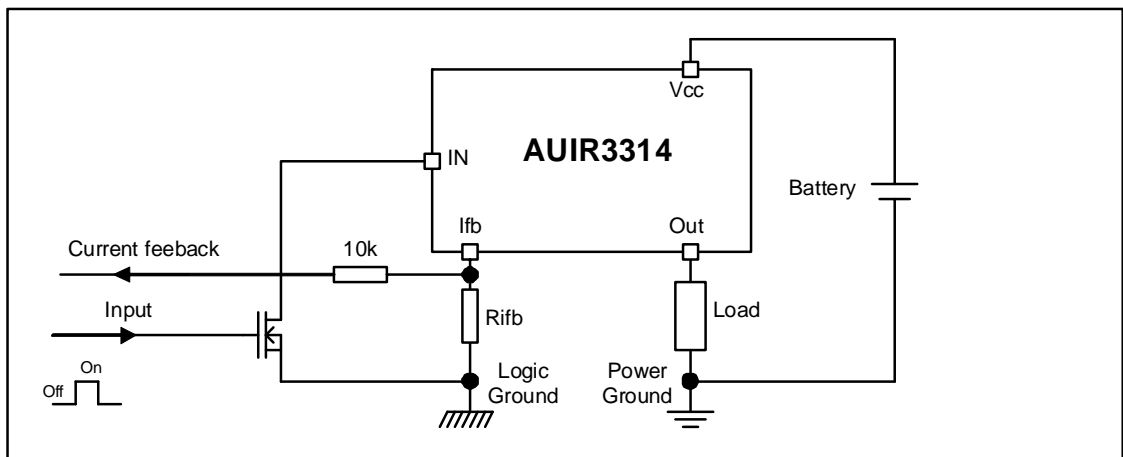 Vcc
AUIR3314
IN
Battery
Ifb
Out
Current feeback
10k
Input
Rifb
Load
On
Off
Logic
Ground
Power
Ground